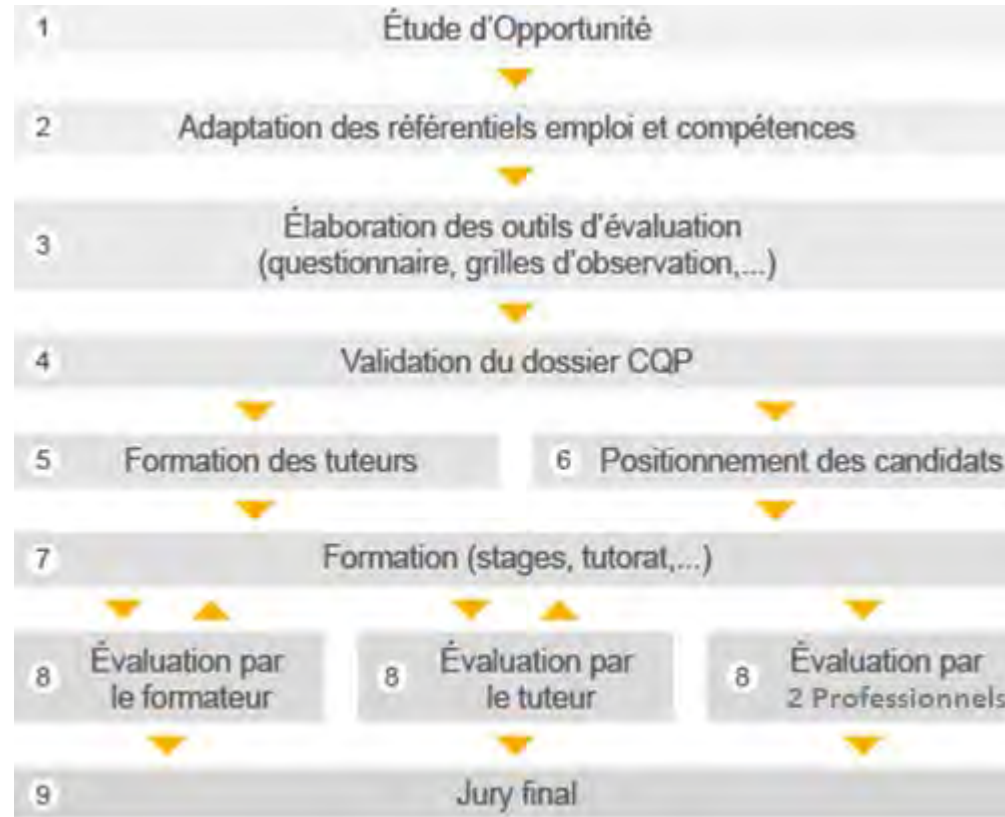 1 Étude d'Opportunité
2 Adaptation des référentiels emploi et compétences
3 Élaboration des outils d'évaluation
(questionnaire, grilles d'observation,...)
4 Validation du dossier CQP
5 Formation des tuteurs
6 Positionnement des candidats
7 Formation (stages, tutorat,...)
8 Évaluation par
le formateur
8 Évaluation par
le tuteur
8 Évaluation par
2 Professionnels
9 Jury final